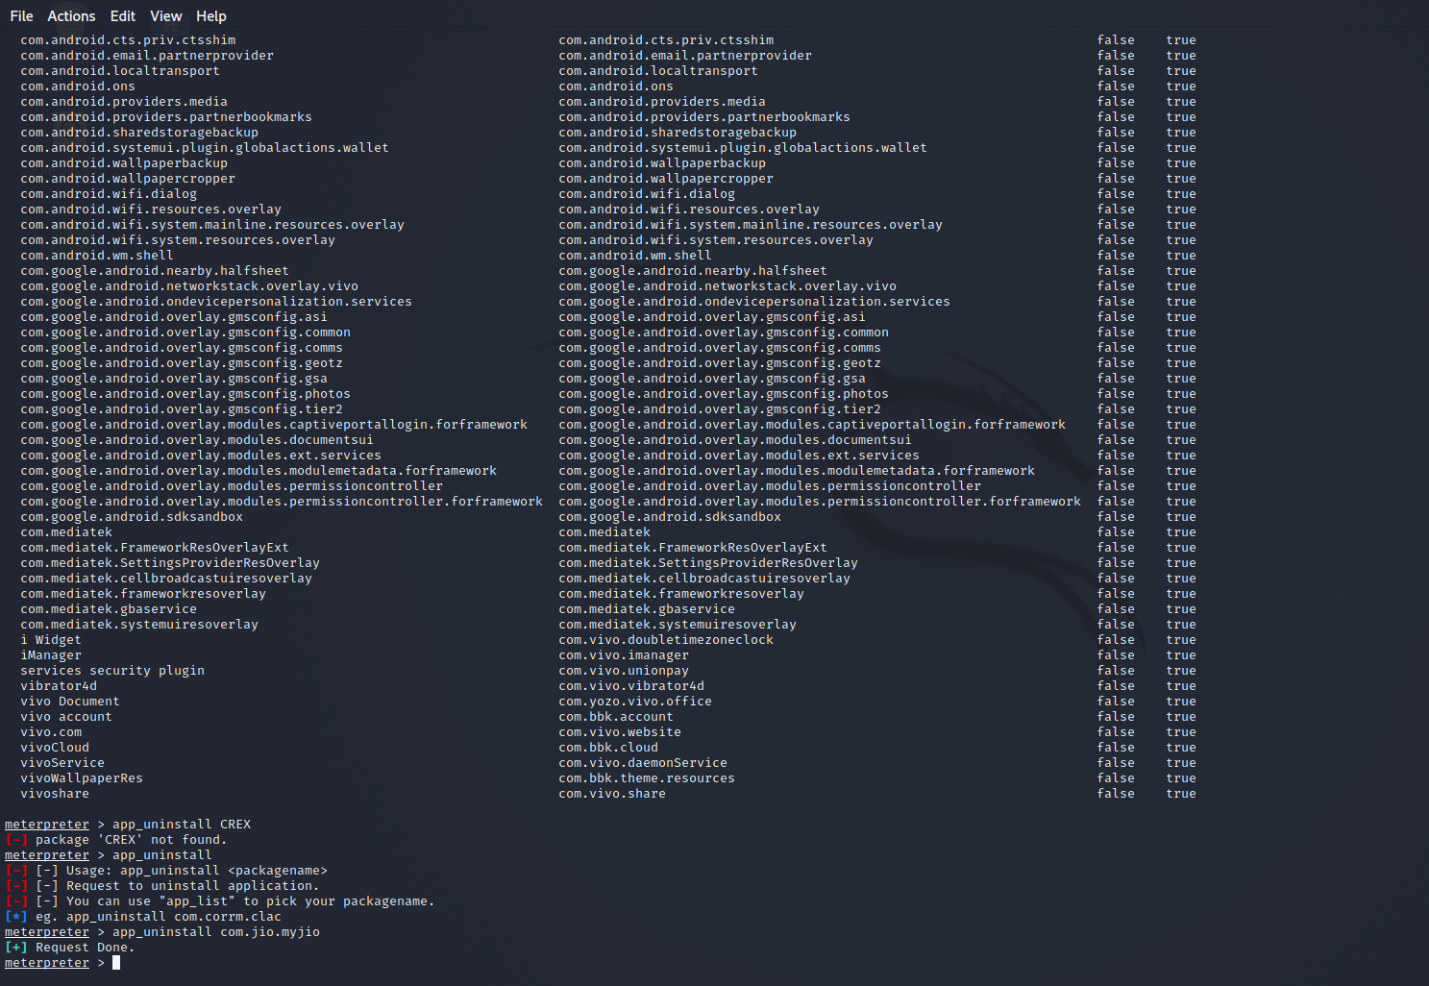 File Actions Edit View Help
com.android.cts.priv.ctsshim com.android.cts.priv.ctsshim false true
com.android.email.partnerprovider com.android.email.partnerprovider false true
com.android.localtransport com.android.localtransport false true
com.android.ons com.android.ons false true
com.android.providers.media com.android.providers.media false true
com.android.providers.partnerbookmarks com.android.providers.partnerbookmarks false true
com.android.sharedstoragebackup com.android.sharedstoragebackup false true
com.android.systemui.plugin.globalactions.wallet com.android.systemui.plugin.globalactions.wallet false true
com.android.wallpaperbackup com.android.wallpaperbackup false true
com.android.wallpapercropper com.android.wallpapercropper false true
com.android.wifi.dialog com.android.wifi.dialog false true
com.android.wifi.resources.overlay com.android.wifi.resources.overlay false true
com.android.wifi.system.mainline.resources.overlay com.android.wifi.system.mainline.resources.overlay false true
com.android.wifi.system.resources.overlay com.android.wifi.system.resources.overlay false true
com.android.wm.shell com.android.wm.shell false true
com.google.android.nearby.halfsheet com.google.android.nearby.halfsheet false true
com.google.android.networkstack.overlay.vivo com.google.android.networkstack.overlay.vivo false true
com.google.android.ondevicepersonalization.services com.google.android.ondevicepersonalization.services false true
com.google.android.overlay.gmsconfig.asi com.google.android.overlay.gmsconfig.asi false true
com.google.android.overlay.gmsconfig.common com.google.android.overlay.gmsconfig.common false true
com.google.android.overlay.gmsconfig.comms com.google.android.overlay.gmsconfig.comms false true
com.google.android.overlay.gmsconfig.geotz com.google.android.overlay.gmsconfig.geotz false true
com.google.android.overlay.gmsconfig.gsa com.google.android.overlay.gmsconfig.gsa false true
com.google.android.overlay.gmsconfig.photos com.google.android.overlay.gmsconfig.photos false true
com.google.android.overlay.gmsconfig.tier2 com.google.android.overlay.gmsconfig.tier2 false true
com.google.android.overlay.modules.captiveportallogin.forframework com.google.android.overlay.modules.captiveportallogin.forframework false true
com.google.android.overlay.modules.documentsui com.google.android.overlay.modules.documentsui false true
com.google.android.overlay.modules.ext.services com.google.android.overlay.modules.ext.services false true
com.google.android.overlay.modules.modulemetadata.forframework com.google.android.overlay.modules.modulemetadata.forframework false true
com.google.android.overlay.modules.permissioncontroller com.google.android.overlay.modules.permissioncontroller false true
com.google.android.overlay.modules.permissioncontroller.forframework com.google.android.overlay.modules.permissioncontroller.forframework false true
com.google.android.sdksandbox com.google.android.sdksandbox false true
com.mediatek com.mediatek false true
com.mediatek.FrameworkResOverlayExt com.mediatek.FrameworkResOverlayExt false true
com.mediatek.SettingsProviderResOverlay com.mediatek.SettingsProviderResOverlay false true
com.mediatek.cellbroadcastuiresoverlay com.mediatek.cellbroadcastuiresoverlay false true
com.mediatek.frameworkresoverlay com.mediatek.frameworkresoverlay false true
com.mediatek.gbaservice com.mediatek.gbaservice false true
com.mediatek.systemuiresoverlay com.mediatek.systemuiresoverlay false true
i Widget com.vivo.doubletimezoneclock false true
iManager com.vivo.imanager false true
services security plugin com.vivo.unionpay false true
vibrator4d com.vivo.vibrator4d false true
vivo Document com.yozo.vivo.office false true
vivo account com.bbk.account false true
vivo.com com.vivo.website false true
vivoCloud com.bbk.cloud false true
vivoService com.vivo.daemonService false true
vivoWallpaperRes com.bbk.theme.resources false true
vivoshare com.vivo.share false true
meterpreter > app_uninstall CREX
[-] package 'CREX' not found.
meterpreter > app_uninstall
[-] [-] Usage: app_uninstall <packagename>
[-] [-] Request to uninstall application.
[-] [-] You can use "app_list" to pick your packagename.
[*] eg. app_uninstall com.corrm.clac
meterpreter > app_uninstall com.jio.myjio
[+] Request Done.
meterpreter >